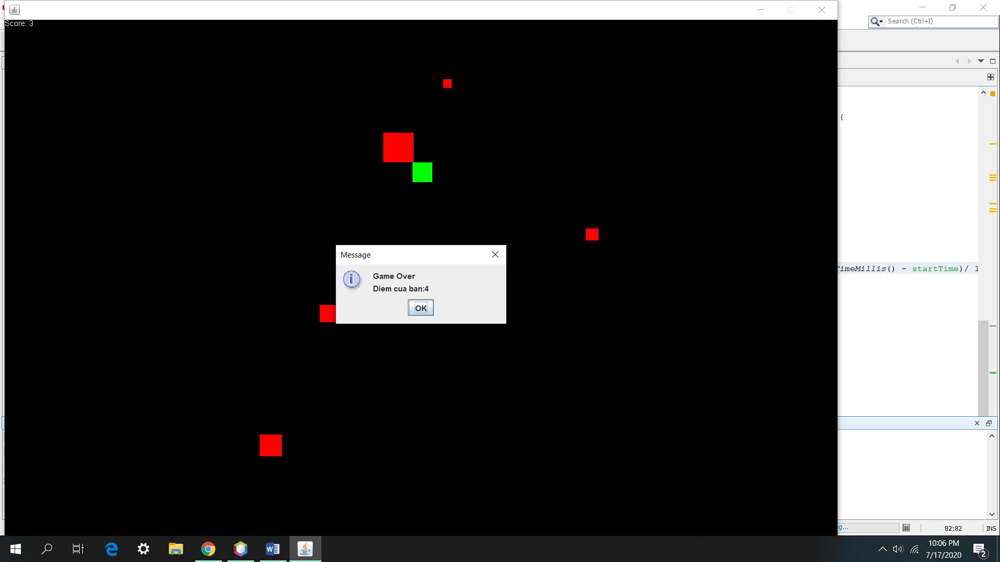 Score: 3
Search (Ctrl+I)
{
Message
Game Over
Diem cua ban:4
OK
TimeMillis() - startTime)/ 1
g...
82:82
INS
10:06 PM
7/17/2020
2